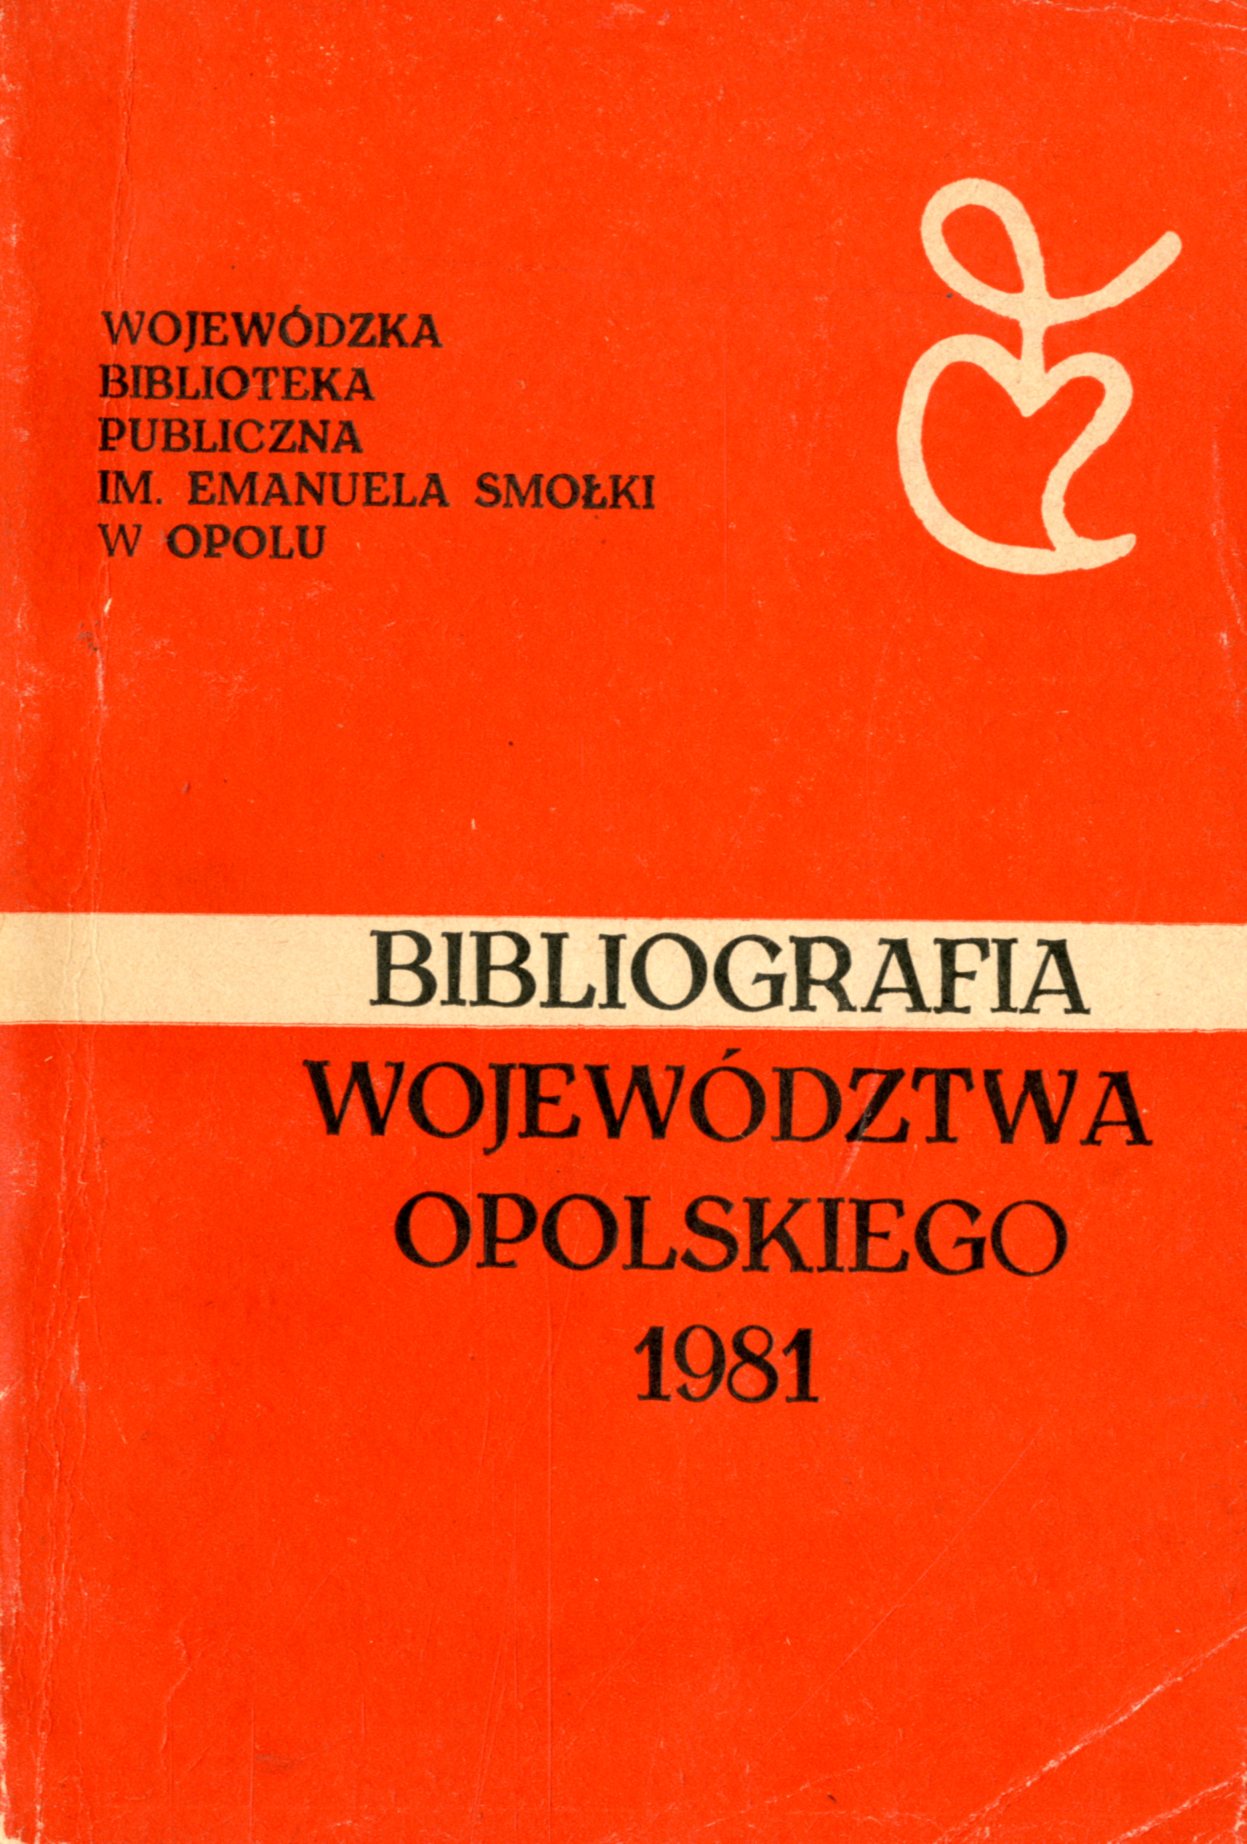 WOJEWÓDZKA
BIBLIOTEKA
PUBLICZNA
IM. EMANUELA SMOŁKI
W OPOLU
BIBLIOGRAFIA
WOJEWÓDZTWA
OPOLSKIEGO
1981